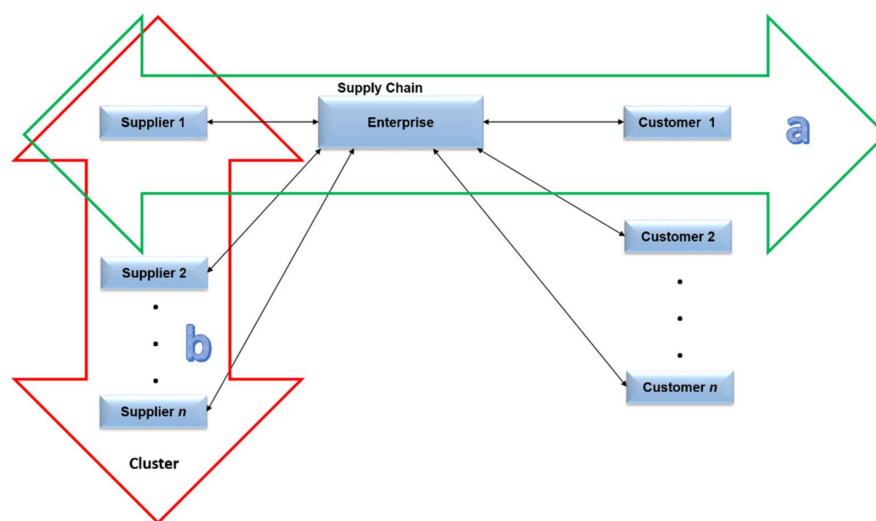 Supply Chain
Supplier 1
Enterprise
Customer 1
a
Supplier 2
Customer 2
b
Supplier n
Customer n
Cluster